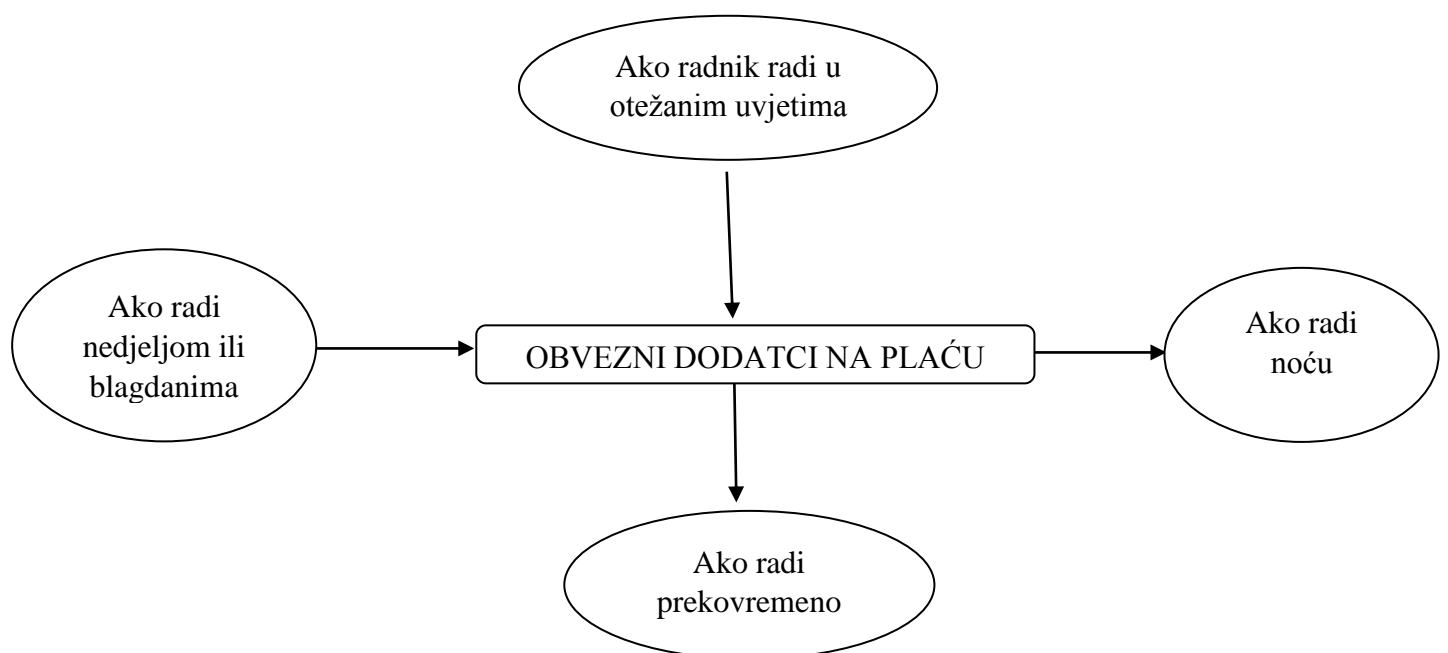 Ako radnik radi u
otežanim uvjetima
Ako radi
nedjeljom ili
blagdanima
OBVEZNI DODATCI NA PLAĆU
Ako radi
noću
Ako radi
prekovremeno